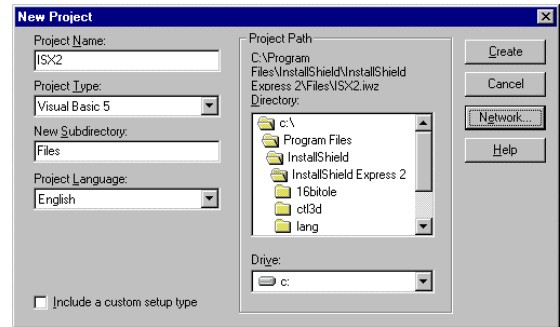 New Project
Project Name:
ISX2
Project Type:
Visual Basic 5
New Subdirectory:
Files
Project Language:
English
Include a custom setup type
Project Path
C:\Program
Files\InstallShield\InstallShield
Express 2\Files\ISX2.iwz
Directory:
c:\
Program Files
InstallShield
InstallShield Express 2
16bitole
ctl3d
lang
Drive:
c:
Create
Cancel
Network...
Help